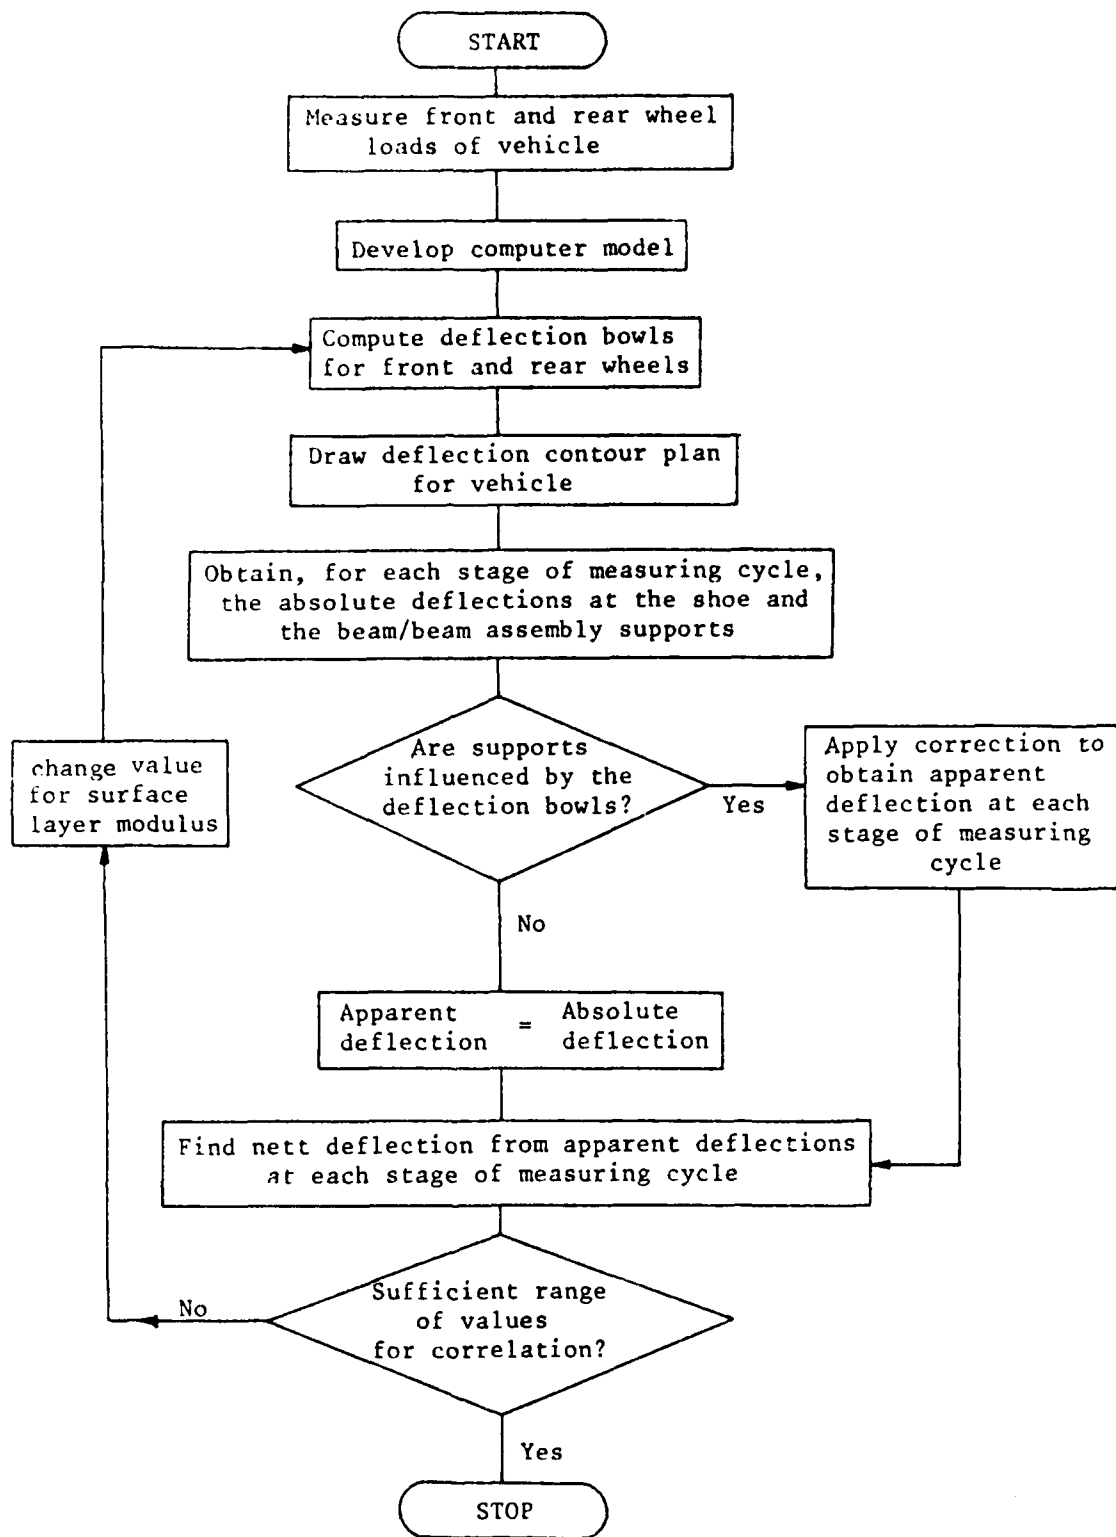 START
Measure front and rear wheel
loads of vehicle
Develop computer model
Compute deflection bowls
for front and rear wheels
Draw deflection contour plan
for vehicle
Obtain, for each stage of measuring cycle,
the absolute deflections at the shoe and
the beam/beam assembly supports
Are supports
influenced by the
deflection bowls?
Yes
Apply correction to
obtain apparent
deflection at each
stage of measuring
cycle
change value
for surface
layer modulus
No
Apparent deflection = Absolute deflection
Find nett deflection from apparent deflections
at each stage of measuring cycle
Sufficient range
of values
for correlation?
No
Yes
STOP